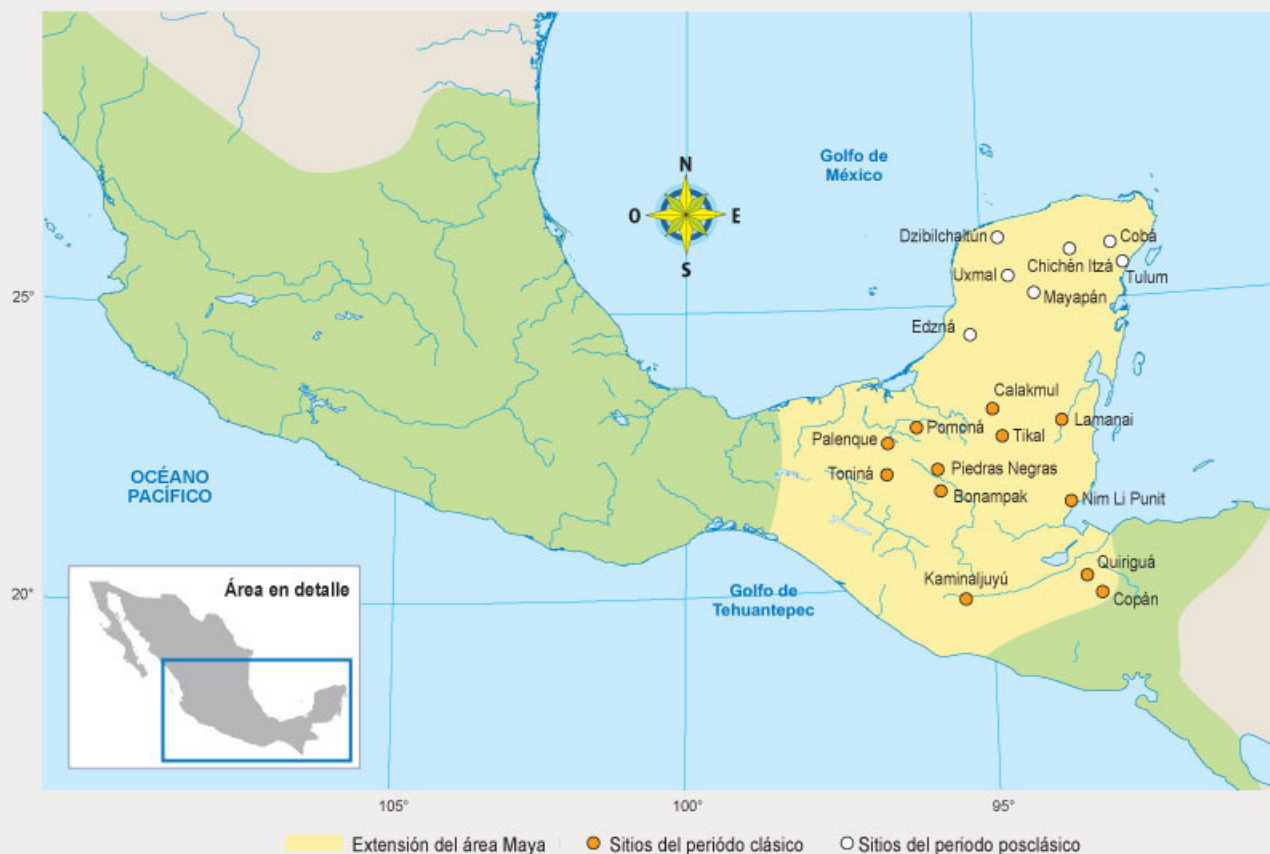 N
O
E
S
Golfo de
México
Dzibilchaltún
Cobá
Chichén Itzá
Uxmal
Tulum
Mayapán
25°
Edzná
Calakmul
Lamanai
Pomoná
Tikal
Palenque
Toniná
Piedras Negras
Bonampak
Nim Li Punit
OCÉANO
PACÍFICO
Quiriguá
Kaminaljuyú
Copán
Golfo de
Tehuantepec
20°
Área en detalle
105°
100°
95°
Extensión del área Maya
Sitios del periódo clásico
Sitios del periodo posclásico